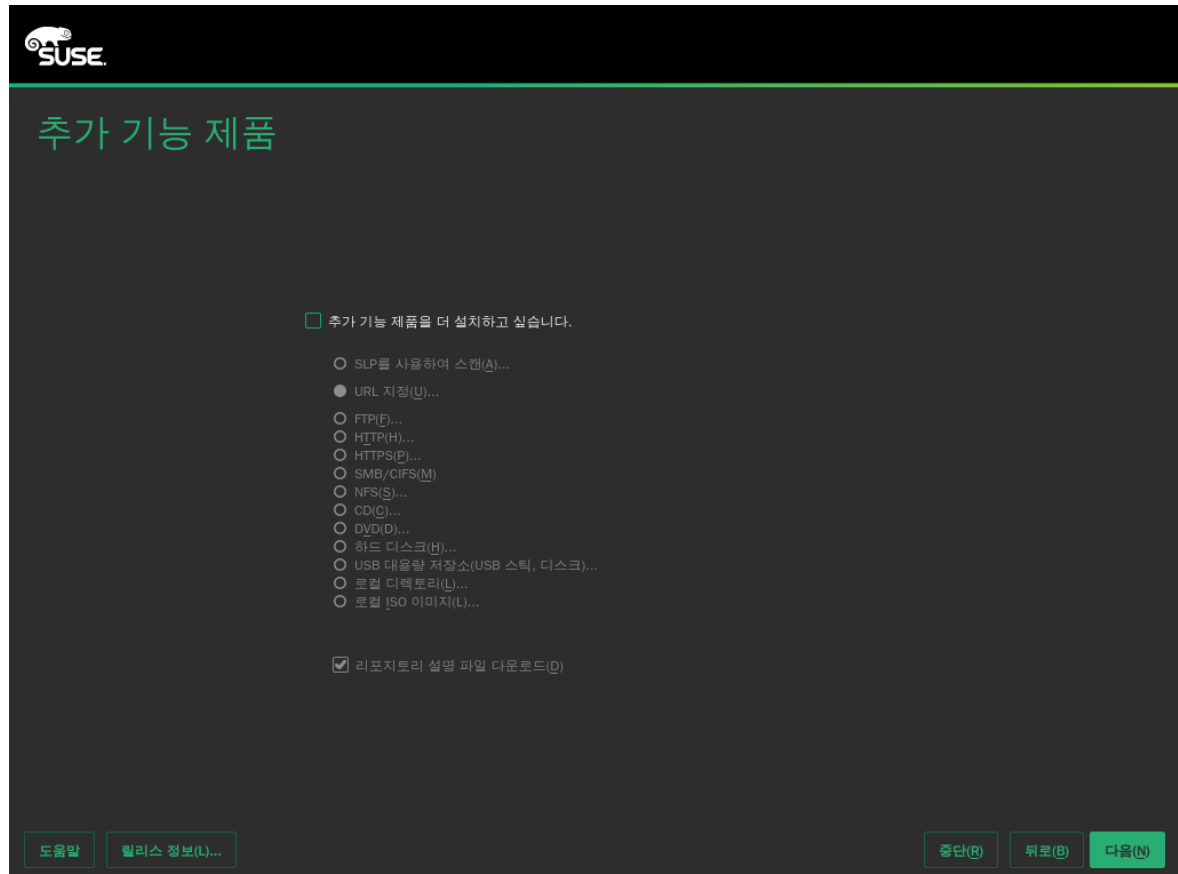 SUSE.
추가 기능 제품
추가 기능 제품을 더 설치하고 싶습니다.
SLP를 사용하여 스캔(A)...
URL 지정(U)...
FTP(F)...
HTTP(H)...
HTTPS(P)...
SMB/CIFS(M)
NFS(S)...
CD(C)...
DVD(D)...
하드 디스크(H)...
USB 대용량 저장소(USB 스틱, 디스크)...
로컬 디렉토리(L)...
로컬 ISO 이미지(L)...
리포지토리 설명 파일 다운로드(D)
도움말 릴리스 정보(L)... 중단(R) 뒤로(B) 다음(N)